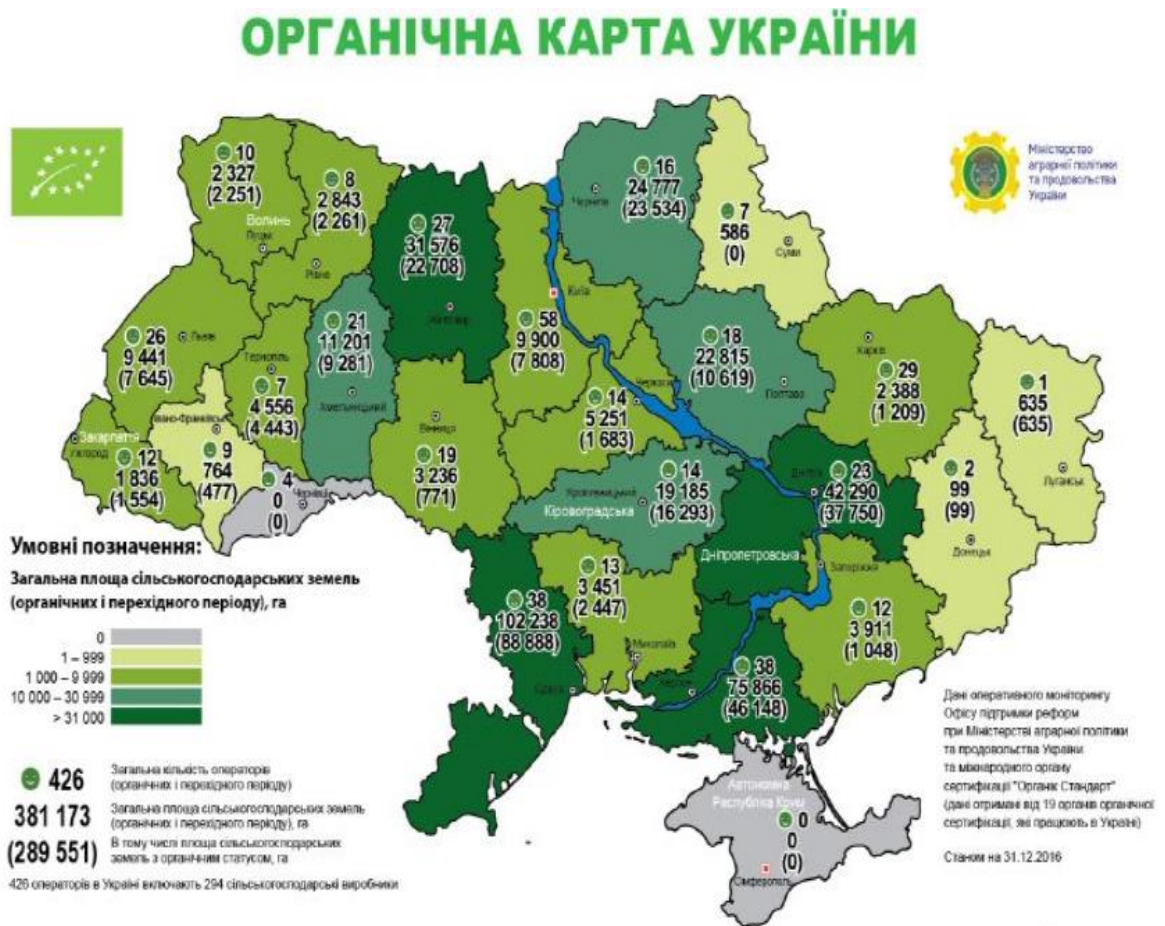 ОРГАНІЧНА КАРТА УКРАЇНИ
Міністерство
аграрної політики
та продовольства
України
10
2 327
(2 251)
Волинь
Луцьк
8
2 843
(2 261)
Рівне
27
31 576
(22 708)
Житомир
16
24 777
(23 534)
Чернігів
7
586
(0)
Суми
Київ
58
9 900
(7 808)
26
9 441
(7 645)
Львів
Тернопіль
7
4 556
(4 443)
21
11 201
(9 281)
Хмельницький
18
22 815
(10 619)
Полтава
Харків
29
2 388
(1 209)
1
635
(635)
Луганськ
Черкаси
14
5 251
(1 683)
Вінниця
19
3 236
(771)
Івано-Франківськ
9
764
(477)
Закарпаття
Ужгород
12
1 836
(1 554)
4
Чернівці
0
(0)
14
19 185
(16 293)
Кропивницький
Кіровоградська
Дніпро
23
42 290
(37 750)
Дніпропетровська
2
99
(99)
Донецьк
Запоріжжя
12
3 911
(1 048)
13
3 451
(2 447)
Миколаїв
38
102 238
(88 888)
Одеса
38
75 866
(46 148)
Херсон
Автономна
Республіка Крим
0
0
(0)
Сімферополь
Умовні позначення:
Загальна площа сільськогосподарських земель
(органічних і перехідного періоду), га
0
1 – 999
1 000 – 9 999
10 000 – 30 999
> 31 000
426
Загальна кількість операторів
(органічних і перехідного періоду)
381 173
Загальна площа сільськогосподарських земель
(органічних і перехідного періоду), га
(289 551)
В тому числі площа сільськогосподарських
земель з органічним статусом, га
426 операторів в Україні включають 294 сільськогосподарські виробники
Дані оперативного моніторингу
Офісу підтримки реформ
при Міністерстві аграрної політики
та продовольства України
та міжнародного органу
сертифікації "Органік Стандарт"
(дані отримані від 19 органів органічної
сертифікації, які працюють в Україні)
Станом на 31.12.2016